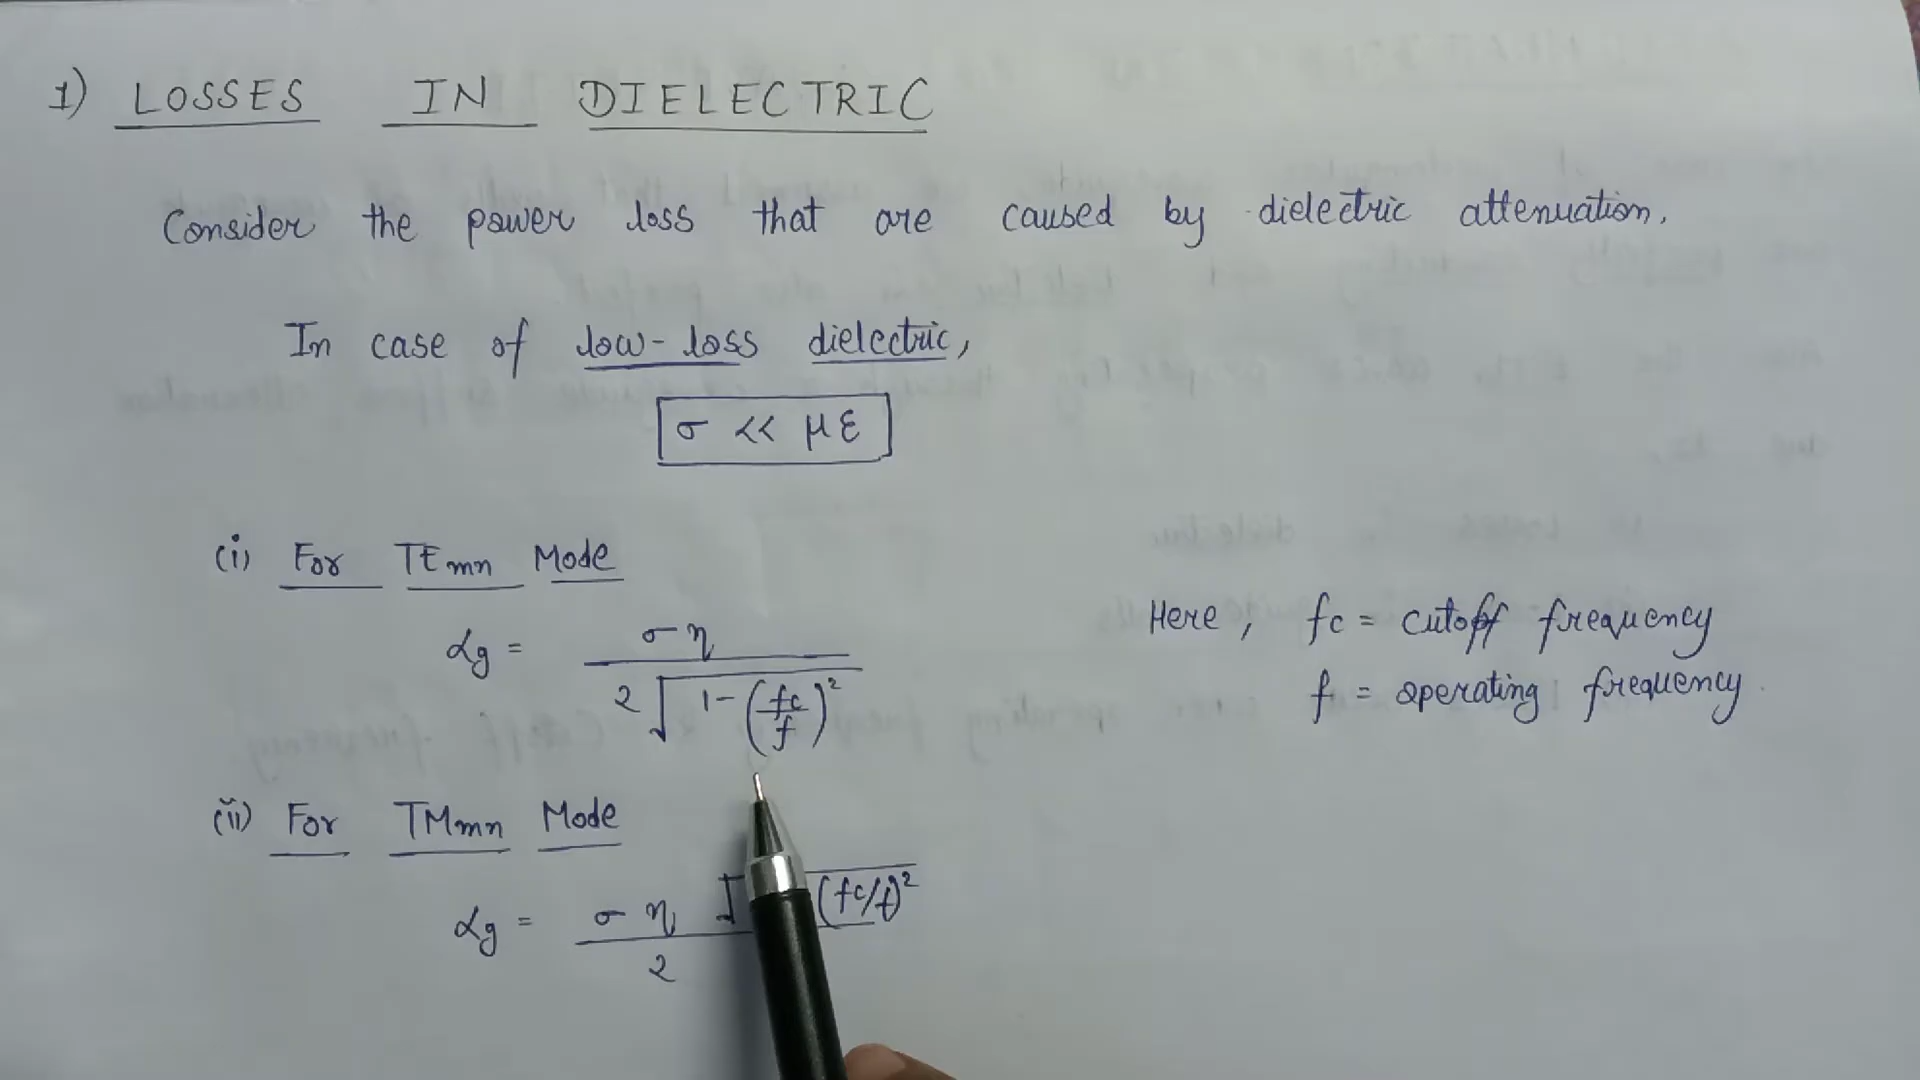 1) LOSSES IN DIELECTRIC
Consider the power loss that are caused by dielectric attenuation.
In case of low-loss dielectric,
σ << με
(i) For TEmn Mode
αg = ση / 2√(1-(fc/f)²)
Here, fc = cutoff frequency
f = operating frequency
(ii) For TMmn Mode
αg = ση √ (fc/f)² / 2